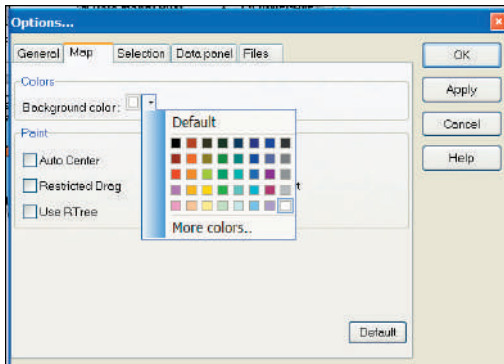 Options...
General Map Selection Data panel Files
OK
Apply
Cancel
Help
Colors
Background color:
Default
Paint
Auto Center
Restricted Drag
Use RTree
More colors..
Default